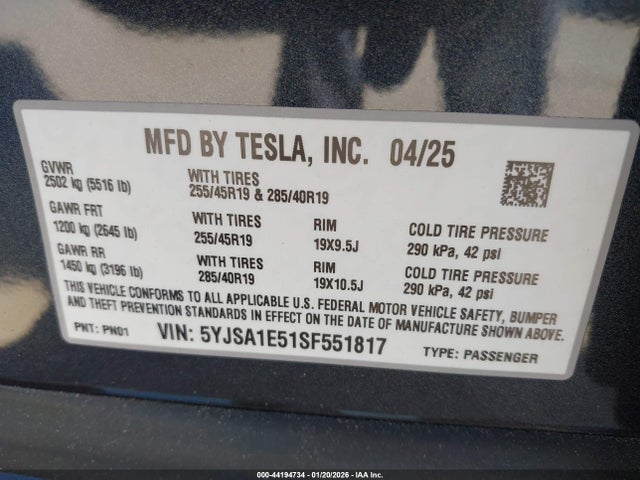 MFD BY TESLA, INC. 04/25
GVWR
2502 kg (5516 lb)
WITH TIRES
255/45R19 & 285/40R19
GAWR FRT
1200 kg (2645 lb)
WITH TIRES
255/45R19
RIM
19X9.5J
COLD TIRE PRESSURE
290 kPa, 42 psi
GAWR RR
1450 kg (3196 lb)
WITH TIRES
285/40R19
RIM
19X10.5J
COLD TIRE PRESSURE
290 kPa, 42 psi
THIS VEHICLE CONFORMS TO ALL APPLICABLE U.S. FEDERAL MOTOR VEHICLE SAFETY, BUMPER
AND THEFT PREVENTION STANDARDS IN EFFECT ON THE DATE OF MANUFACTURE SHOWN ABOVE.
PNT: PN01 VIN: 5YJSA1E51SF551817 TYPE: PASSENGER
000-44194734 - 01/20/2026 - IAA Inc.